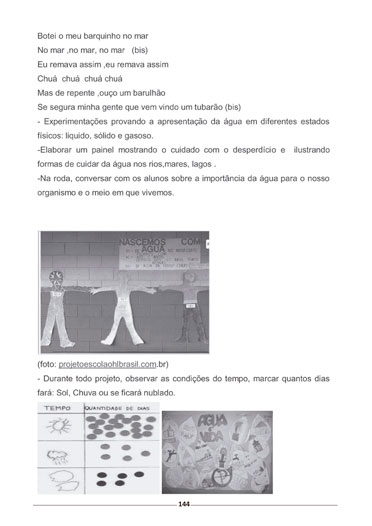 Botei o meu barquinho no mar
No mar ,no mar, no mar (bis)
Eu remava assim ,eu remava assim
Chuá chuá chuá chuá
Mas de repente ,ouço um barulhão
Se segura minha gente que vem vindo um tubarão (bis)
- Experimentações provando a apresentação da água em diferentes estados
físicos: liquido, sólido e gasoso.
-Elaborar um painel mostrando o cuidado com o desperdício e ilustrando
formas de cuidar da água nos rios,mares, lagos .
-Na roda, conversar com os alunos sobre a importância da água para o nosso
organismo e o meio em que vivemos.
NASCEMOS COM
ÁGUA
(foto: projetoescolaohlbrasil.com.br)
- Durante todo projeto, observar as condições do tempo, marcar quantos dias
fará: Sol, Chuva ou se ficará nublado.
TEMPO QUANTIDADE DE DIAS
AGUA
VIDA
144